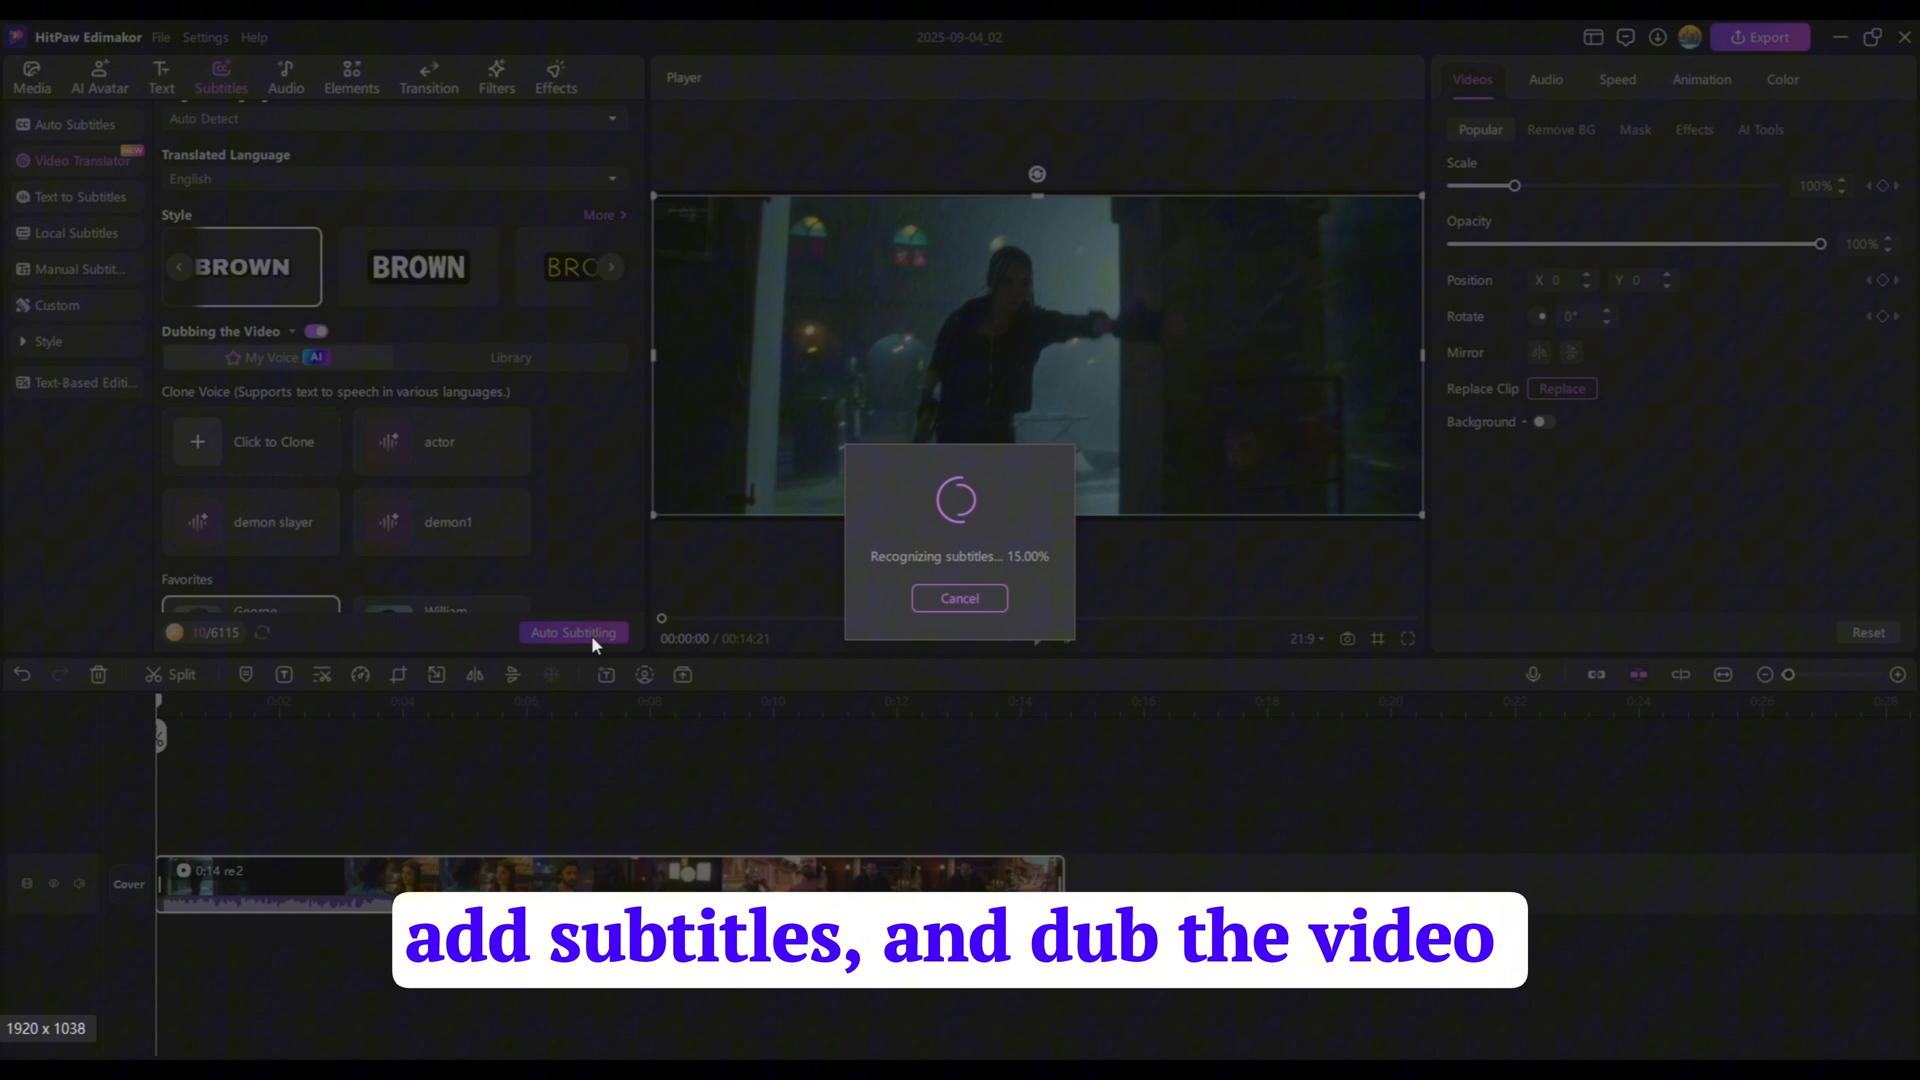 HitPaw Edimakor File Settings Help
2025-09-04_02
Export
Media AI Avatar Text Subtitles Audio Elements Transition Filters Effects
Player
Videos Audio Speed Animation Color
Auto Subtitles
Video Translator NEW
Text to Subtitles
Local Subtitles
Manual Subtit...
Custom
Style
Text-Based Editi...
Auto Detect
Translated Language
English
Style More
BROWN BROWN BRO
Dubbing the Video
My Voice AI Library
Clone Voice (Supports text to speech in various languages.)
Click to Clone actor
demon slayer demon1
Favorites
George William
10/6115 Auto Subtitling
Recognizing subtitles... 15.00%
Cancel
00:00:00 / 00:14:21
21:9
Popular Remove BG Mask Effects AI Tools
Scale
100%
Opacity
100%
Position X 0 Y 0
Rotate 0°
Mirror
Replace Clip Replace
Background
Reset
Split
0:02 0:04 0:06 0:08 0:10 0:12 0:14 0:16 0:18 0:20 0:22 0:24 0:26 0:28
0:14 re2
Cover
add subtitles, and dub the video
1920 x 1038